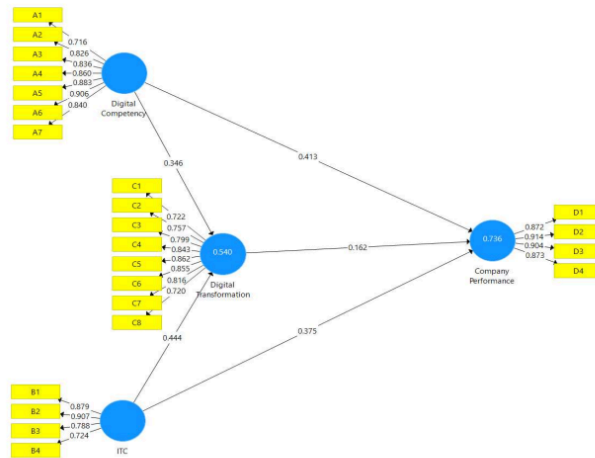 A1
A2
A3
A4
A5
A6
A7
0.716
0.826
0.836
0.860
0.883
0.906
0.840
Digital
Competency
0.346
0.413
C1
C2
C3
C4
C5
C6
C7
C8
0.722
0.757
0.799
0.843
0.862
0.855
0.816
0.720
0.540
Digital
Transformation
0.162
0.444
0.375
0.736
Company
Performance
0.872
0.914
0.904
0.873
D1
D2
D3
D4
B1
B2
B3
B4
0.879
0.907
0.788
0.724
ITC